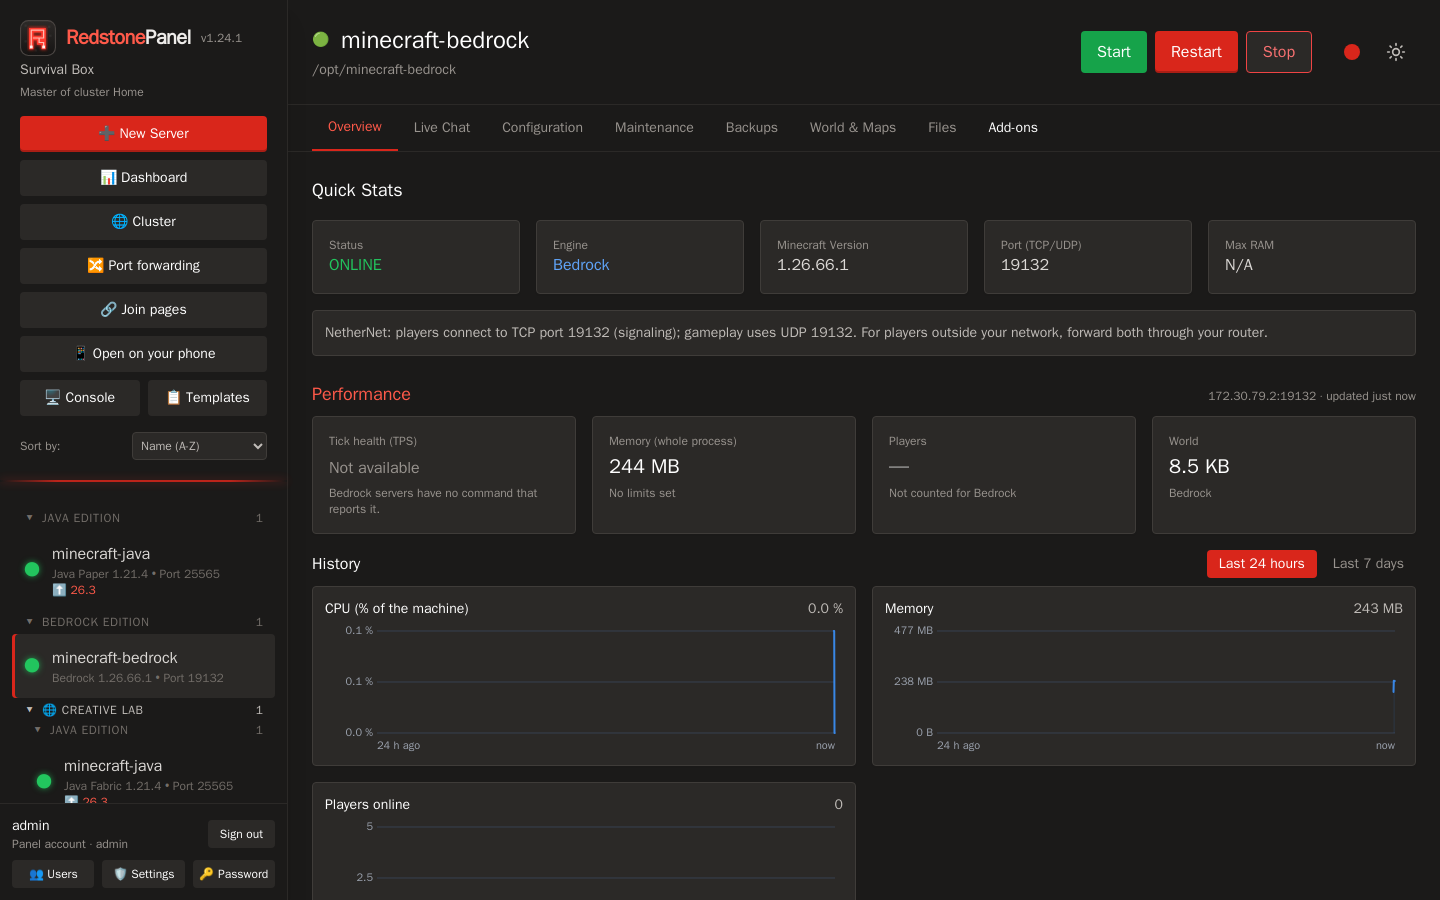 RedstonePanel v1.24.1
Survival Box
Master of cluster Home
➕ New Server
📊 Dashboard
🌐 Cluster
🔀 Port forwarding
🔗 Join pages
📱 Open on your phone
🖥️ Console
📋 Templates
Sort by:
Name (A-Z)
▼ JAVA EDITION 1
minecraft-java
Java Paper 1.21.4 • Port 25565
⬆️ 26.3
▼ BEDROCK EDITION 1
minecraft-bedrock
Bedrock 1.26.66.1 • Port 19132
▼ 🌐 CREATIVE LAB 1
▼ JAVA EDITION 1
minecraft-java
Java Fabric 1.21.4 • Port 25565
⬆️ 26.3
admin
Panel account · admin
Sign out
👥 Users
🛡️ Settings
🔑 Password
minecraft-bedrock
/opt/minecraft-bedrock
Start
Restart
Stop
Overview
Live Chat
Configuration
Maintenance
Backups
World & Maps
Files
Add-ons
Quick Stats
Status
ONLINE
Engine
Bedrock
Minecraft Version
1.26.66.1
Port (TCP/UDP)
19132
Max RAM
N/A
NetherNet: players connect to TCP port 19132 (signaling); gameplay uses UDP 19132. For players outside your network, forward both through your router.
Performance
172.30.79.2:19132 · updated just now
Tick health (TPS)
Not available
Bedrock servers have no command that
reports it.
Memory (whole process)
244 MB
No limits set
Players
—
Not counted for Bedrock
World
8.5 KB
Bedrock
History
Last 24 hours
Last 7 days
CPU (% of the machine) 0.0 %
0.1 %
0.1 %
0.0 %
24 h ago now
Memory 243 MB
477 MB
238 MB
0 B
24 h ago now
Players online 0
5
2.5